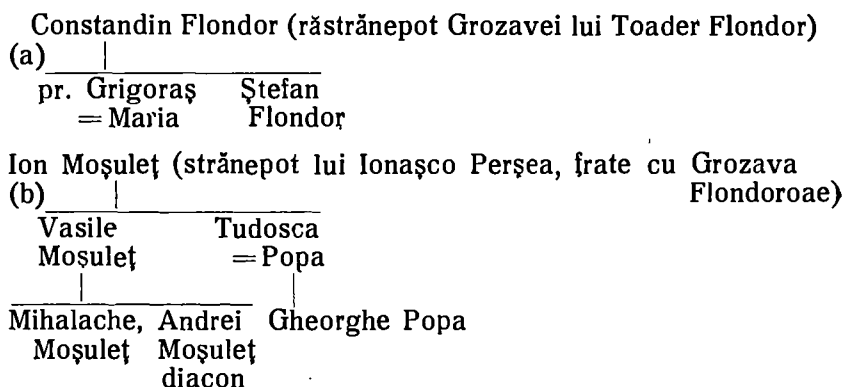 Constandin Flondor (răstrănepot Grozavei lui Toader Flondor)
(a)
pr. Grigoraş Ştefan
= Maria Flondor
Ion Moşuleţ (strănepot lui Ionaşco Perşea, frate cu Grozava
(b) Flondoroae)
Vasile Tudosca
Moşuleţ = Popa
Mihalache, Andrei Gheorghe Popa
Moşuleţ Moşuleţ
diacon